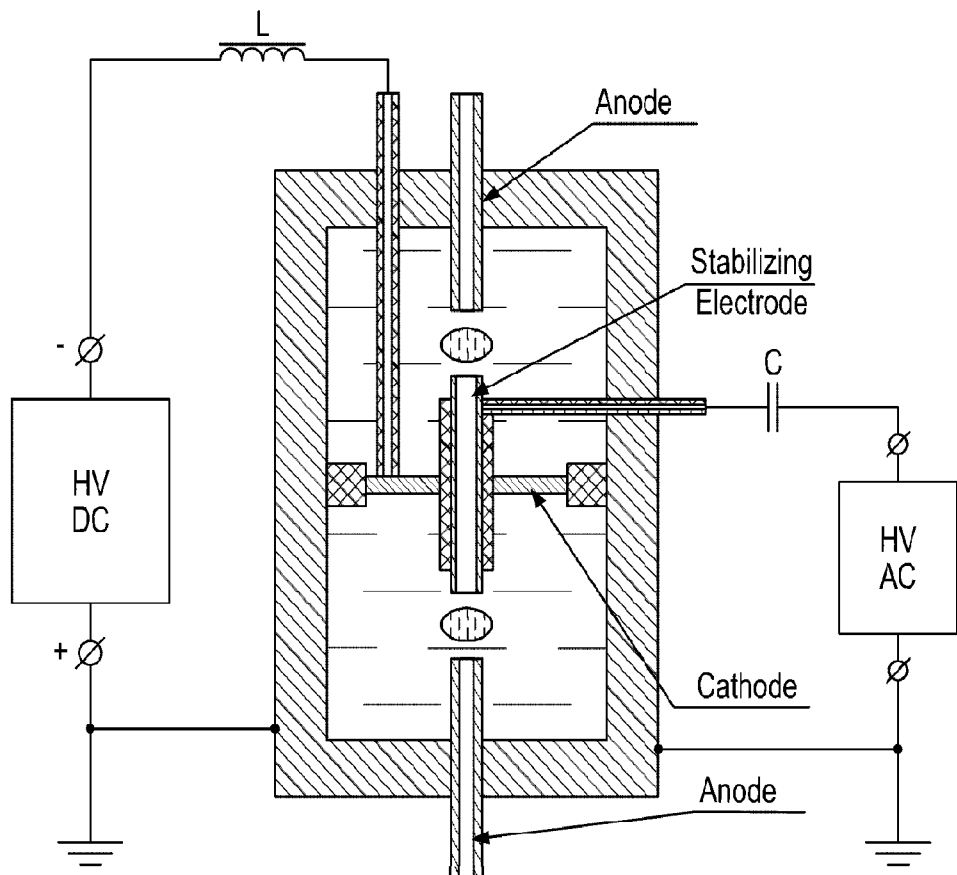 L
Anode
Stabilizing
Electrode
-
C
HV
DC
HV
AC
+
Cathode
Anode